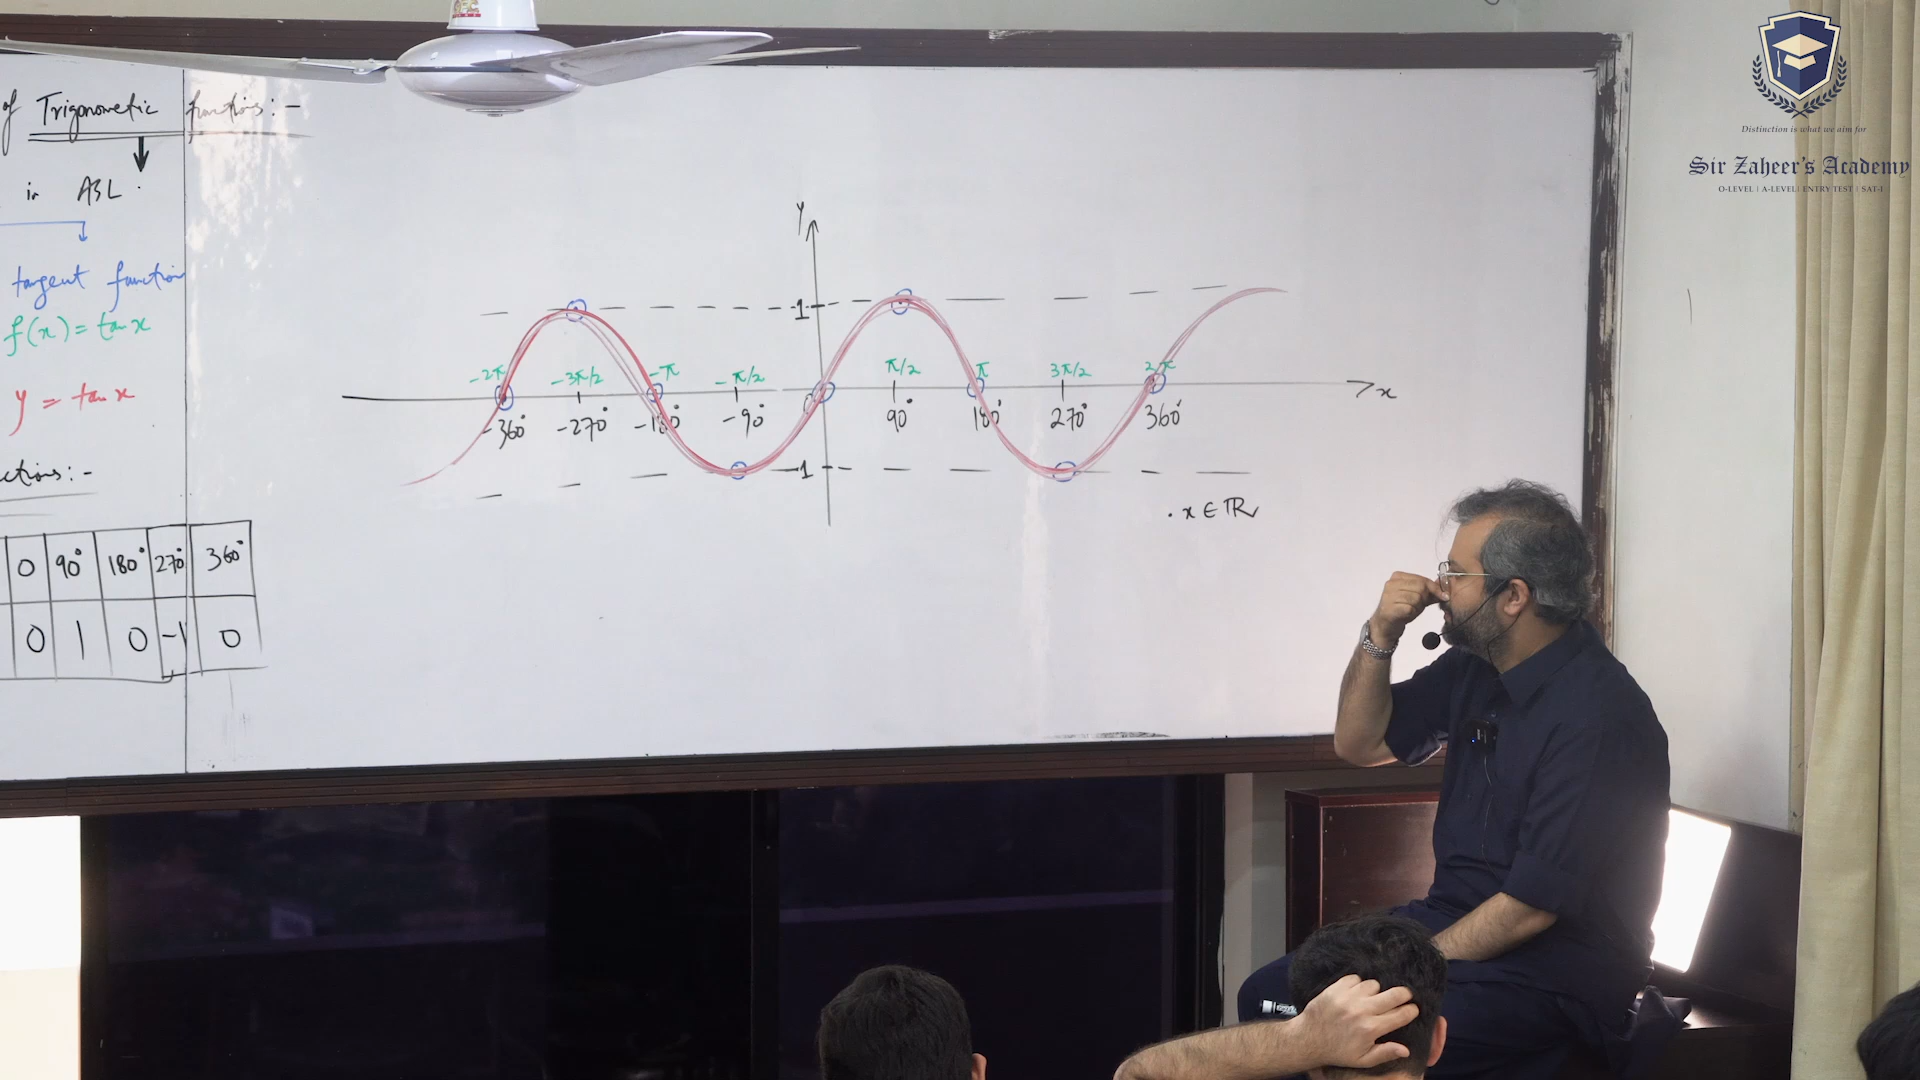 of Trigonometric functions:-
in ASL
tangent function
f(x) = tan x
y = tan x
ctions:-
0 90° 180° 270° 360°
0 1 0 -1 0
y
1
-2π -3π/2 -π -π/2 π/2 π 3π/2 2π
x
-360° -270° -180° -90° 0 90° 180° 270° 360°
-1
. x ∈ ℝ
Distinction is what we aim for
Sir Zaheer's Academy
O-LEVEL | A-LEVEL | ENTRY TEST | SAT-I